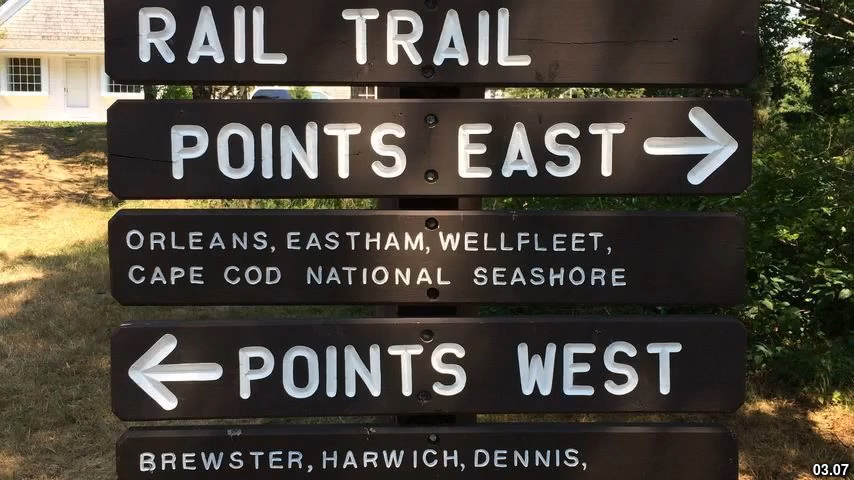 RAIL TRAIL
POINTS EAST →
ORLEANS, EASTHAM, WELLFLEET,
CAPE COD NATIONAL SEASHORE
← POINTS WEST
BREWSTER, HARWICH, DENNIS,
03.07